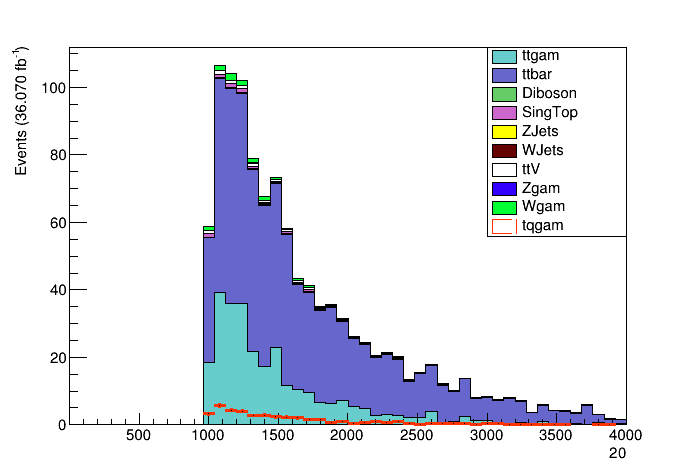 Events (36.070 fb⁻¹)
100
80
60
40
20
0
ttgam
ttbar
Diboson
SingTop
ZJets
WJets
ttV
Zgam
Wgam
tqgam
500 1000 1500 2000 2500 3000 3500 4000
20